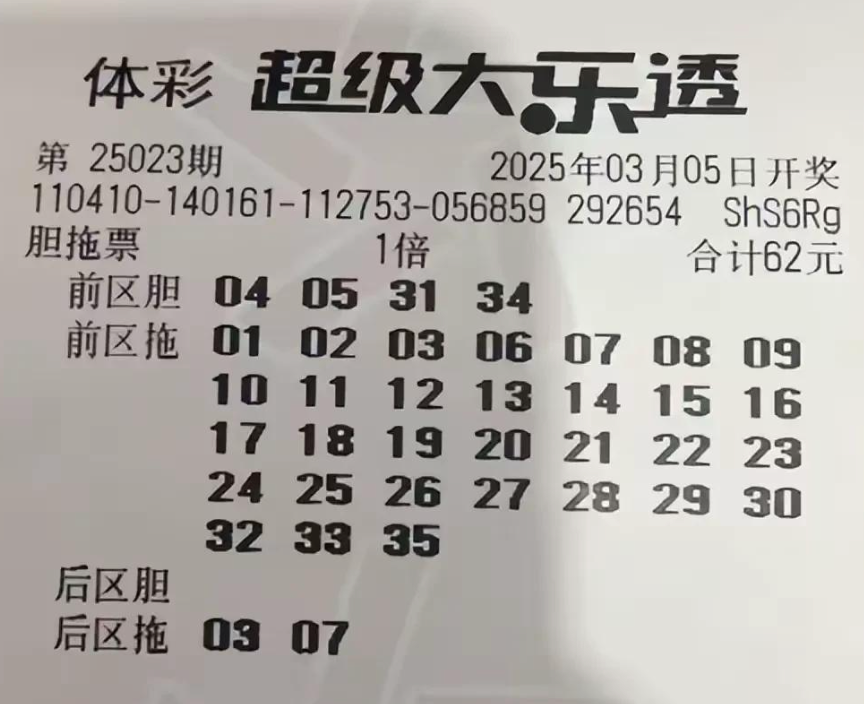 体彩 超级大乐透
第 25023期 2025年03月05日开奖
110410-140161-112753-056859 292654 ShS6Rg
胆拖票 1倍 合计62元
前区胆 04 05 31 34
前区拖 01 02 03 06 07 08 09
10 11 12 13 14 15 16
17 18 19 20 21 22 23
24 25 26 27 28 29 30
32 33 35
后区胆
后区拖 03 07